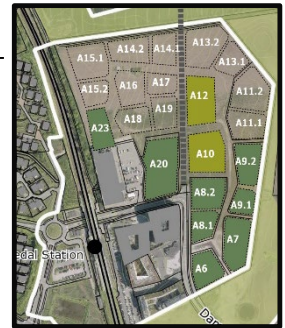 A13.2
A14.2
A14.1
A15.1
A13.1
A16
A17
A15.2
A12
A11.2
A19
A18
A23
A11.1
A20
A10
A9.2
A8.2
A9.1
A8.1
A7
edal Station
A6
Dar